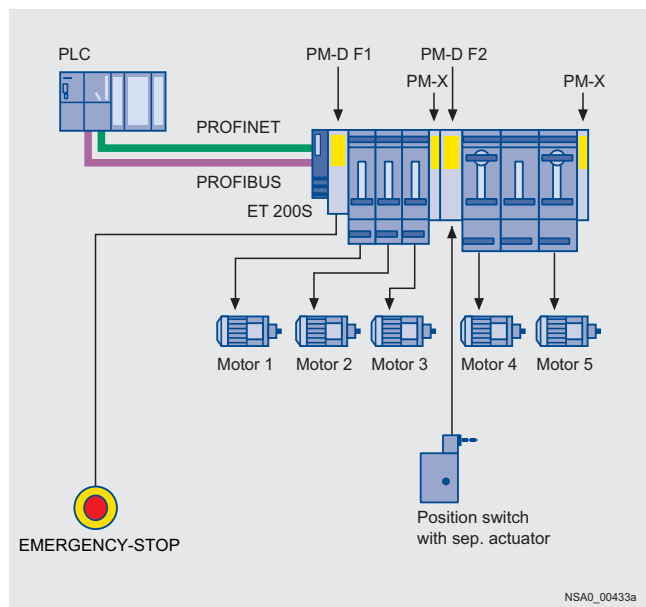 PLC
PM-D F1
PM-D F2
PM-X
PM-X
PROFINET
PROFIBUS
ET 200S
Motor 1
Motor 2
Motor 3
Motor 4
Motor 5
Position switch
with sep. actuator
EMERGENCY-STOP
NSA0_00433a